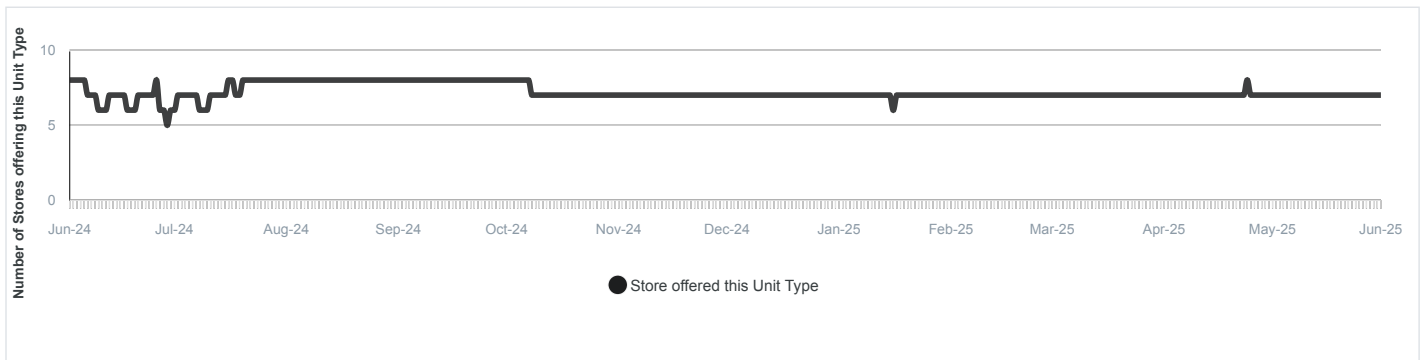 Number of Stores offering this Unit Type
10
5
0
Jun-24 Jul-24 Aug-24 Sep-24 Oct-24 Nov-24 Dec-24 Jan-25 Feb-25 Mar-25 Apr-25 May-25 Jun-25
Store offered this Unit Type